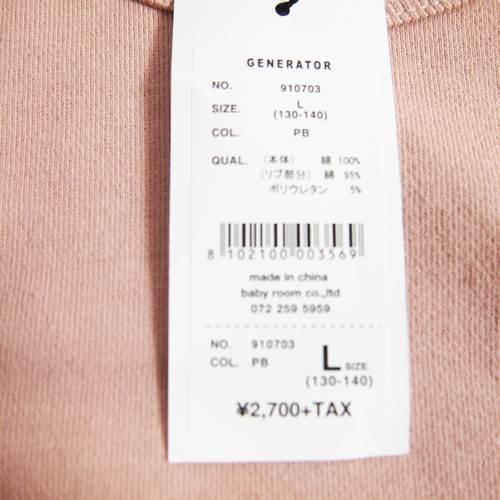 GENERATOR
NO. 910703
SIZE. L
(130-140)
COL. PB
QUAL. (本体) 綿 100%
(リブ部分) 綿 95%
ポリウレタン 5%
8 102100 003569
made in china
baby room co.,ltd
072 259 5959
NO. 910703
COL. PB
L SIZE.
(130-140)
¥2,700+TAX